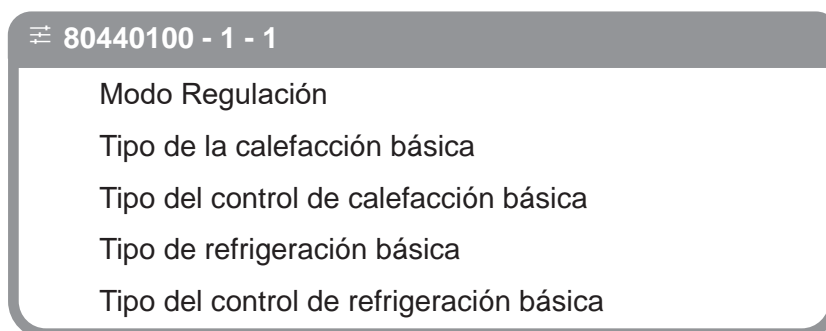 80440100 - 1 - 1
Modo Regulación
Tipo de la calefacción básica
Tipo del control de calefacción básica
Tipo de refrigeración básica
Tipo del control de refrigeración básica